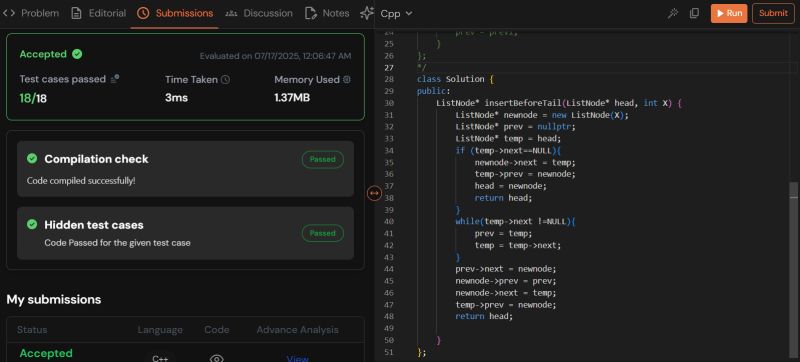 <> Problem Editorial Submissions Discussion Notes Cpp Run Submit
Accepted
Evaluated on 07/17/2025, 12:06:47 AM
Test cases passed Time Taken Memory Used
18/18 3ms 1.37MB
Compilation check Passed
Code compiled successfully!
Hidden test cases Passed
Code Passed for the given test case
My submissions
Status Language Code Advance Analysis
Accepted C++ View
24 prev = prev1;
25 }
26 };
27 */
28 class Solution {
29 public:
30 ListNode* insertBeforeTail(ListNode* head, int X) {
31 ListNode* newnode = new ListNode(X);
32 ListNode* prev = nullptr;
33 ListNode* temp = head;
34 if (temp->next==NULL){
35 newnode->next = temp;
36 temp->prev = newnode;
37 head = newnode;
38 return head;
39 }
40 while(temp->next !=NULL){
41 prev = temp;
42 temp = temp->next;
43 }
44 prev->next = newnode;
45 newnode->prev = prev;
46 newnode->next = temp;
47 temp->prev = newnode;
48 return head;
49
50 }
51 };